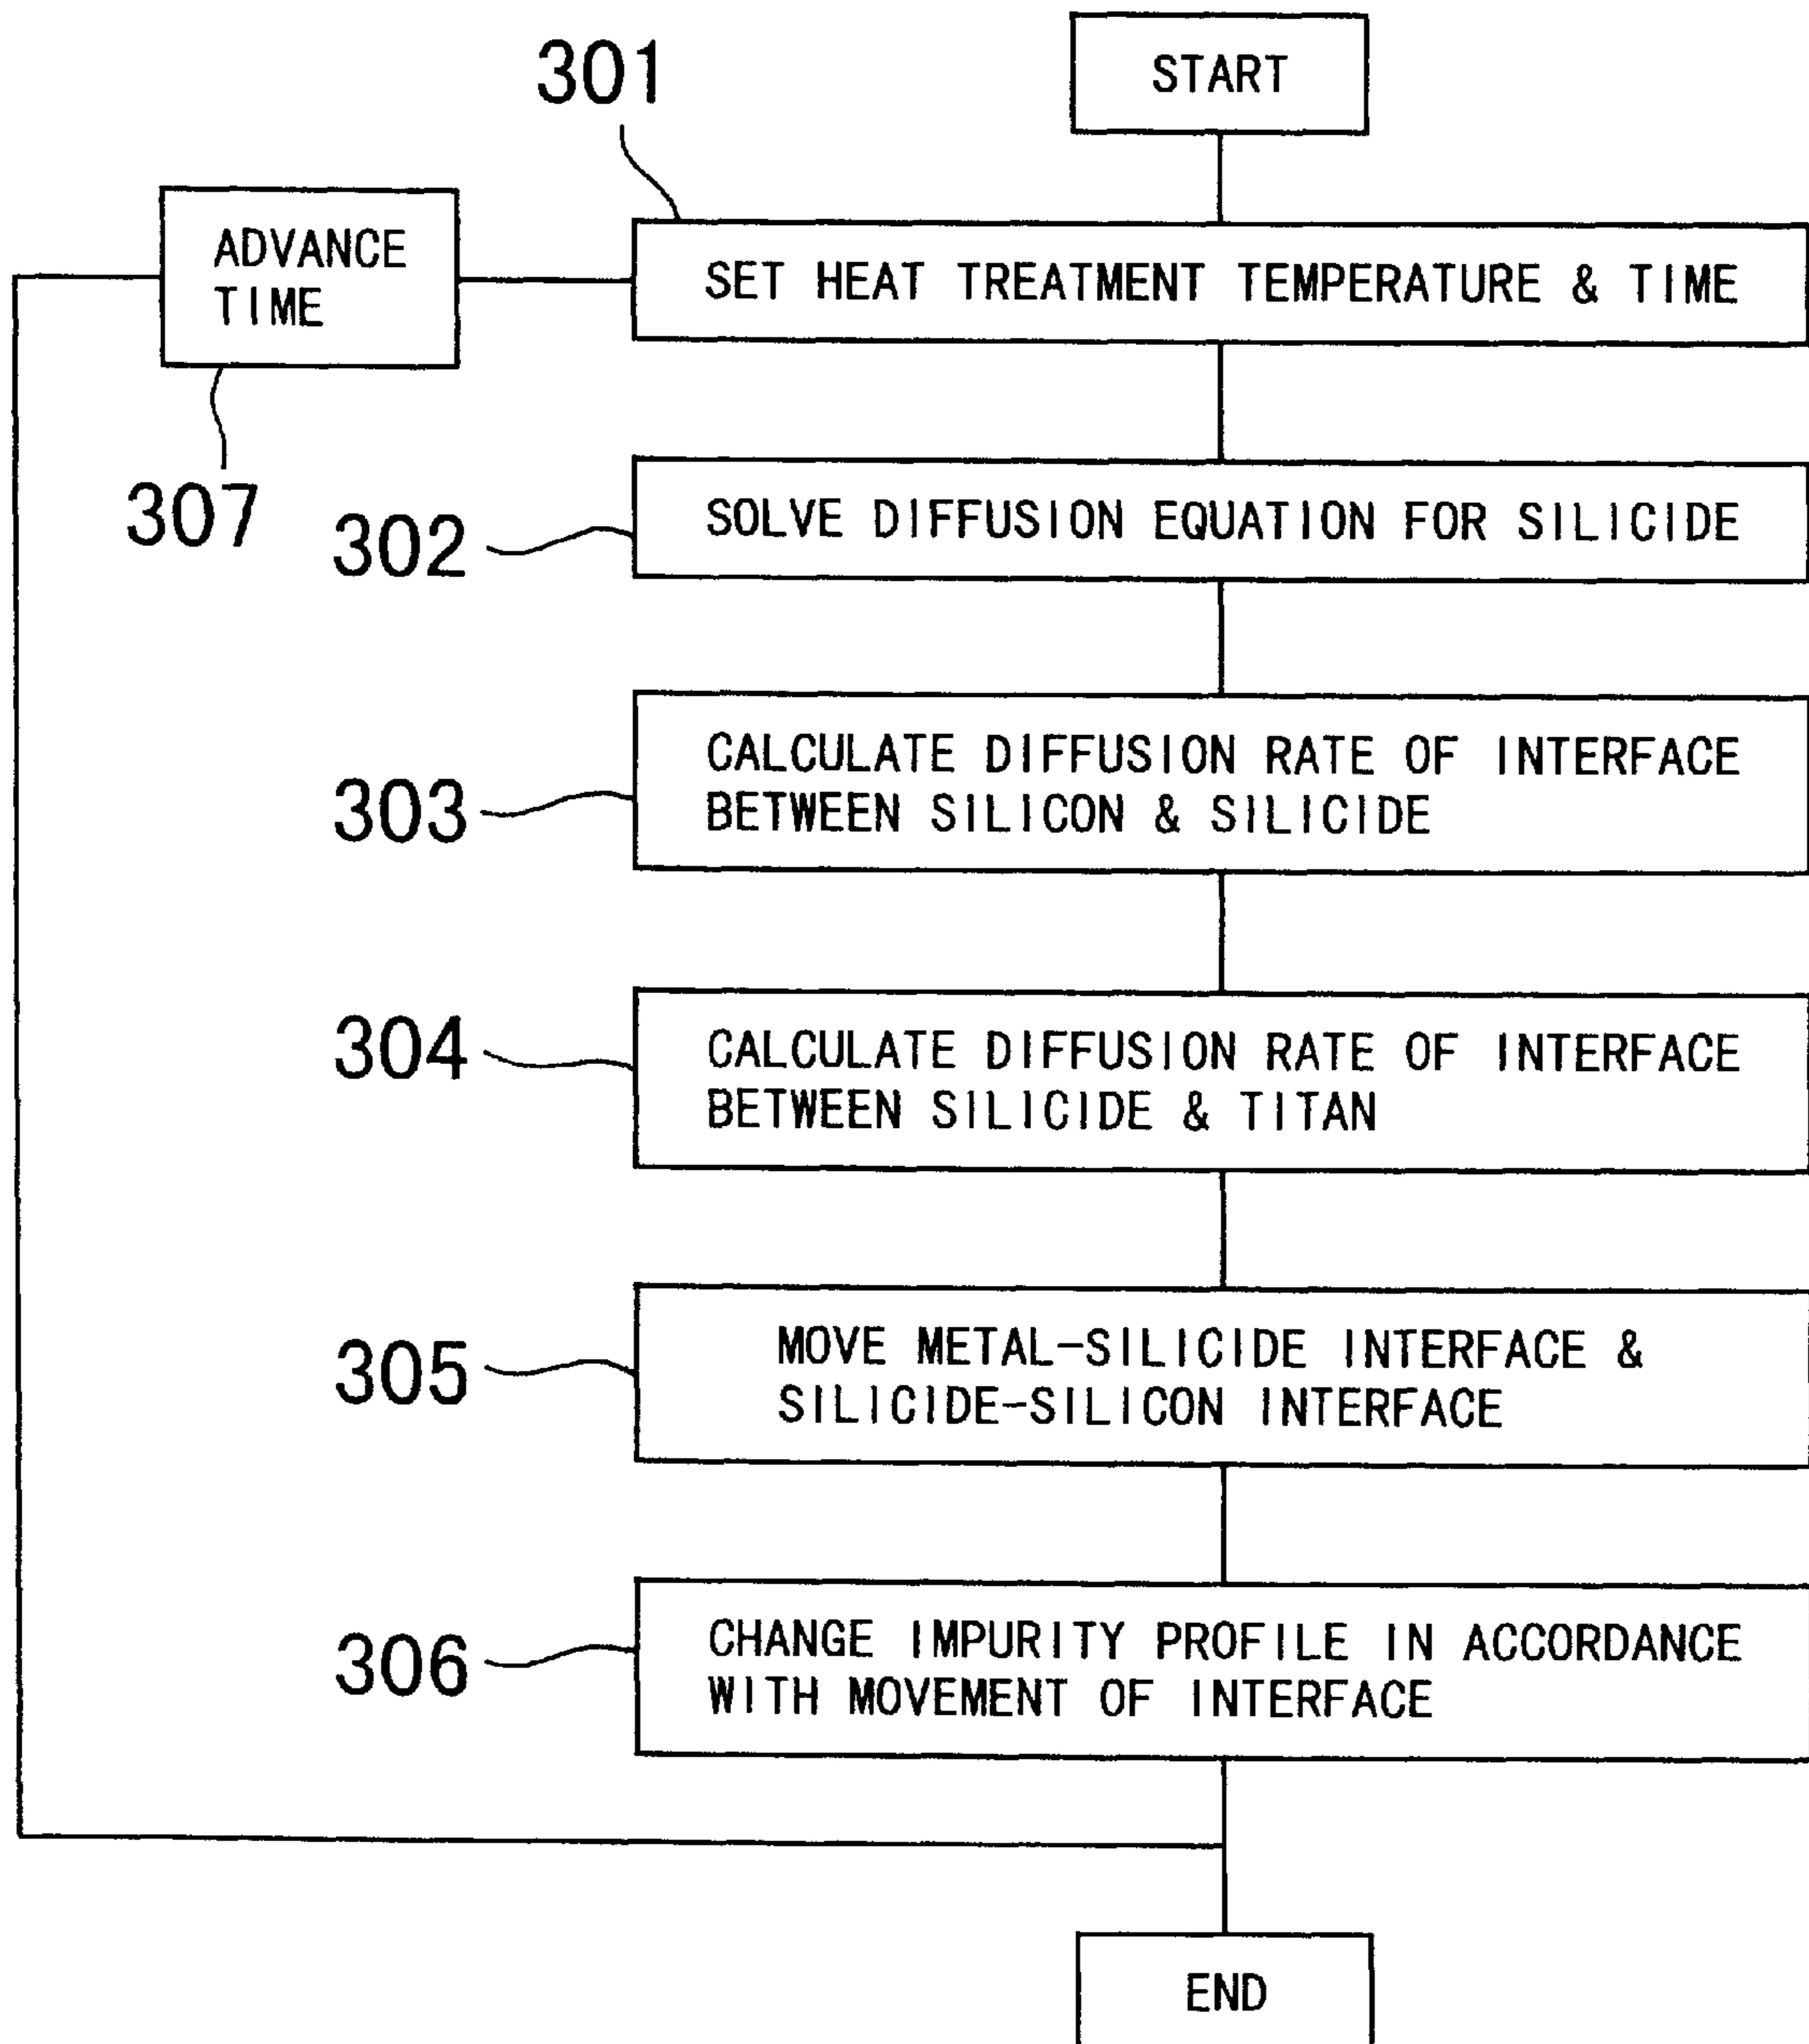 START
301
ADVANCE
TIME
SET HEAT TREATMENT TEMPERATURE & TIME
307
302
SOLVE DIFFUSION EQUATION FOR SILICIDE
303
CALCULATE DIFFUSION RATE OF INTERFACE
BETWEEN SILICON & SILICIDE
304
CALCULATE DIFFUSION RATE OF INTERFACE
BETWEEN SILICIDE & TITAN
305
MOVE METAL-SILICIDE INTERFACE &
SILICIDE-SILICON INTERFACE
306
CHANGE IMPURITY PROFILE IN ACCORDANCE
WITH MOVEMENT OF INTERFACE
END